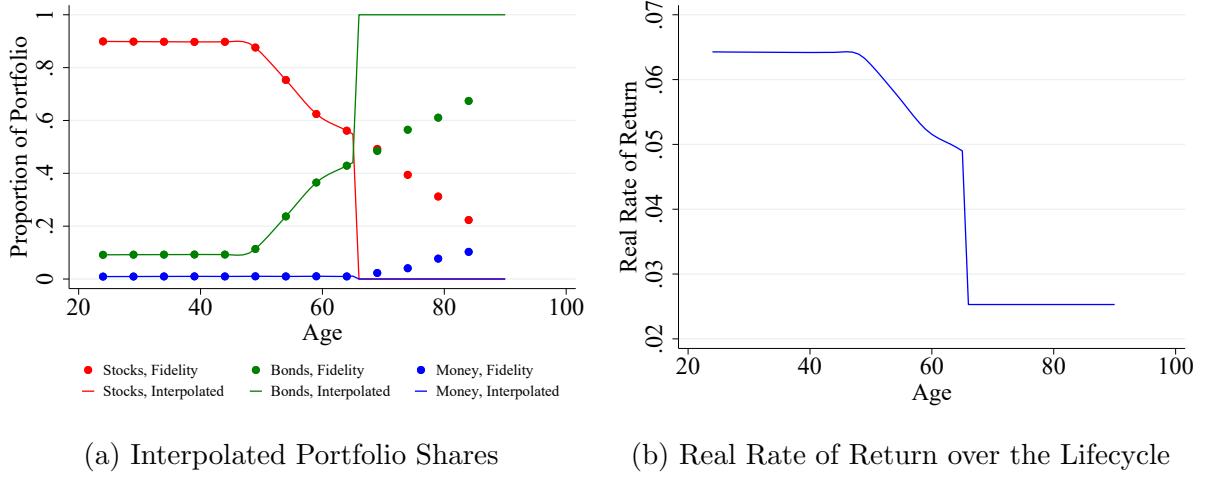 Proportion of Portfolio
1
.8
.6
.4
.2
0
20 40 60 80 100
Age
Stocks, Fidelity Bonds, Fidelity Money, Fidelity
Stocks, Interpolated Bonds, Interpolated Money, Interpolated
(a) Interpolated Portfolio Shares
Real Rate of Return
.07
.06
.05
.04
.03
.02
20 40 60 80 100
Age
(b) Real Rate of Return over the Lifecycle